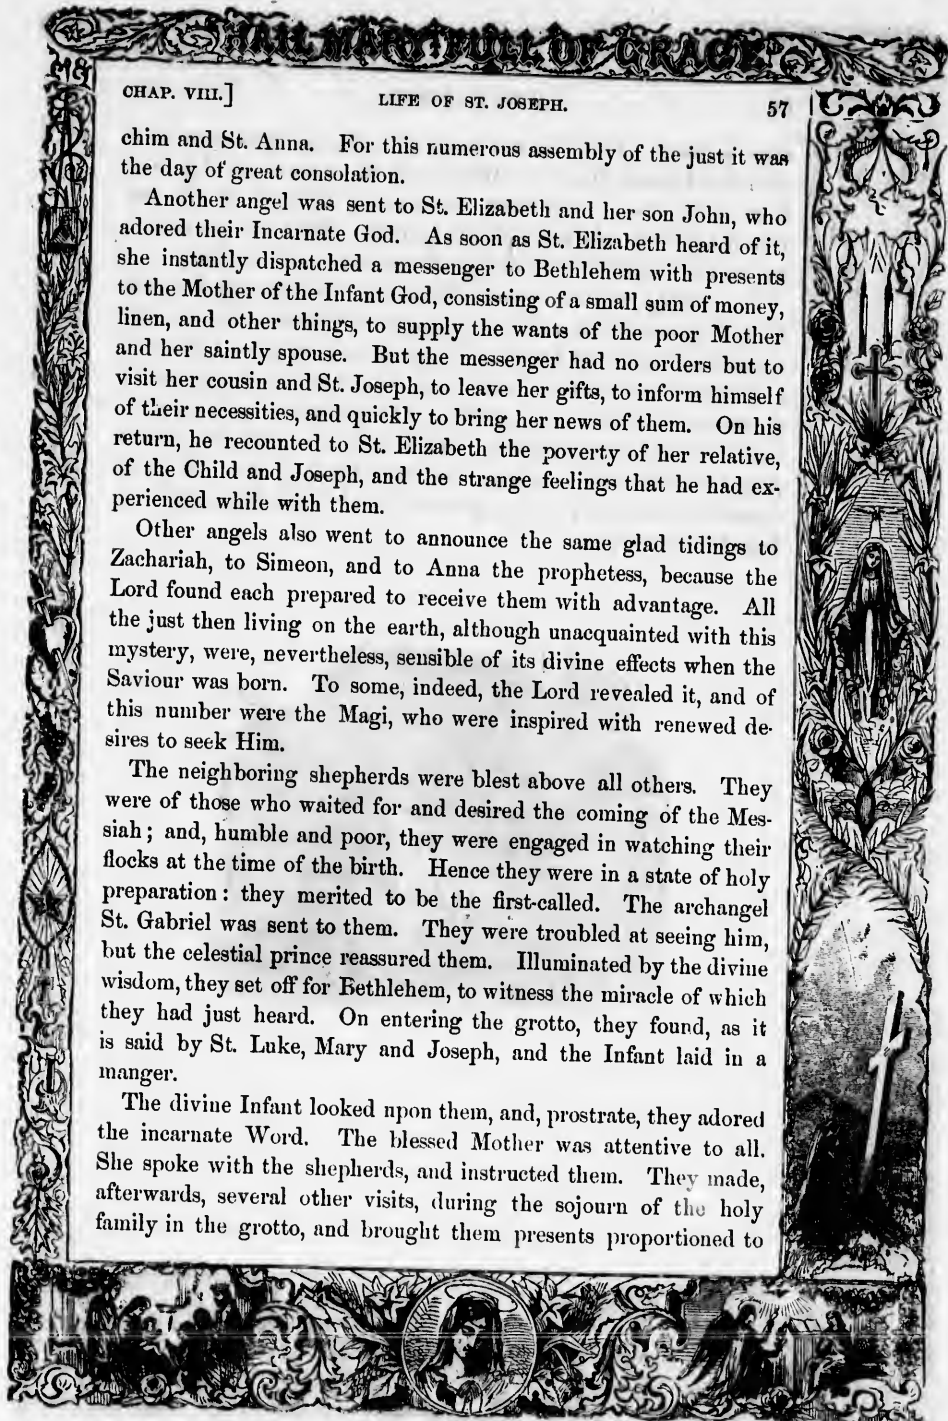 HAIL MARY FULL OF GRACE
CHAP. VIII.] LIFE OF ST. JOSEPH. 57
chim and St. Anna. For this numerous assembly of the just it was
the day of great consolation.
Another angel was sent to St. Elizabeth and her son John, who
adored their Incarnate God. As soon as St. Elizabeth heard of it,
she instantly dispatched a messenger to Bethlehem with presents
to the Mother of the Infant God, consisting of a small sum of money,
linen, and other things, to supply the wants of the poor Mother
and her saintly spouse. But the messenger had no orders but to
visit her cousin and St. Joseph, to leave her gifts, to inform himself
of their necessities, and quickly to bring her news of them. On his
return, he recounted to St. Elizabeth the poverty of her relative,
of the Child and Joseph, and the strange feelings that he had ex-
perienced while with them.
Other angels also went to announce the same glad tidings to
Zachariah, to Simeon, and to Anna the prophetess, because the
Lord found each prepared to receive them with advantage. All
the just then living on the earth, although unacquainted with this
mystery, were, nevertheless, sensible of its divine effects when the
Saviour was born. To some, indeed, the Lord revealed it, and of
this number were the Magi, who were inspired with renewed de-
sires to seek Him.
The neighboring shepherds were blest above all others. They
were of those who waited for and desired the coming of the Mes-
siah; and, humble and poor, they were engaged in watching their
flocks at the time of the birth. Hence they were in a state of holy
preparation: they merited to be the first-called. The archangel
St. Gabriel was sent to them. They were troubled at seeing him,
but the celestial prince reassured them. Illuminated by the divine
wisdom, they set off for Bethlehem, to witness the miracle of which
they had just heard. On entering the grotto, they found, as it
is said by St. Luke, Mary and Joseph, and the Infant laid in a
manger.
The divine Infant looked upon them, and, prostrate, they adored
the incarnate Word. The blessed Mother was attentive to all.
She spoke with the shepherds, and instructed them. They made,
afterwards, several other visits, during the sojourn of the holy
family in the grotto, and brought them presents proportioned to